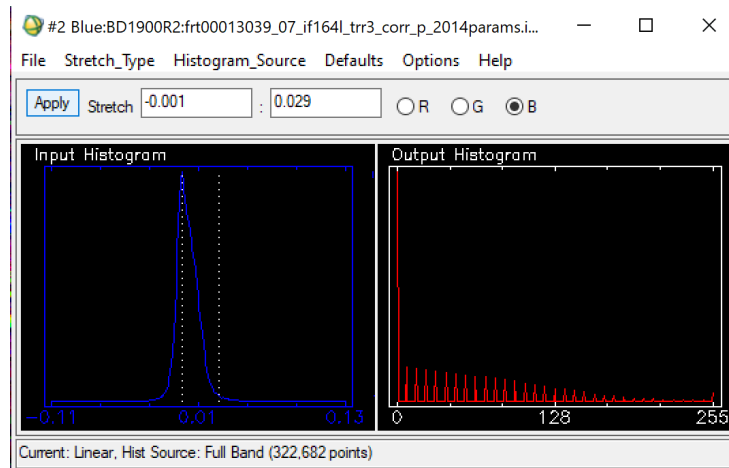 #2 Blue:BD1900R2:frt00013039_07_if164l_trr3_corr_p_2014params.i...
File Stretch_Type Histogram_Source Defaults Options Help
Apply Stretch -0.001 : 0.029 R G B
Input Histogram Output Histogram
-0.11 0.01 0.13 0 128 255
Current: Linear, Hist Source: Full Band (322,682 points)